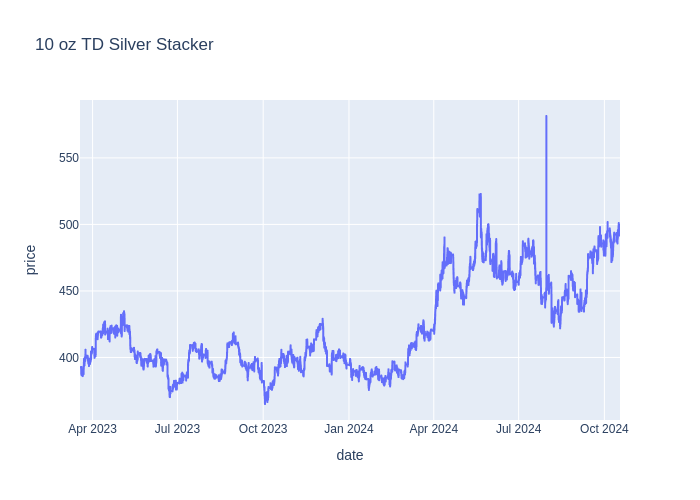 10 oz TD Silver Stacker
550
500
450
400
price
Apr 2023
Jul 2023
Oct 2023
Jan 2024
Apr 2024
Jul 2024
Oct 2024
date